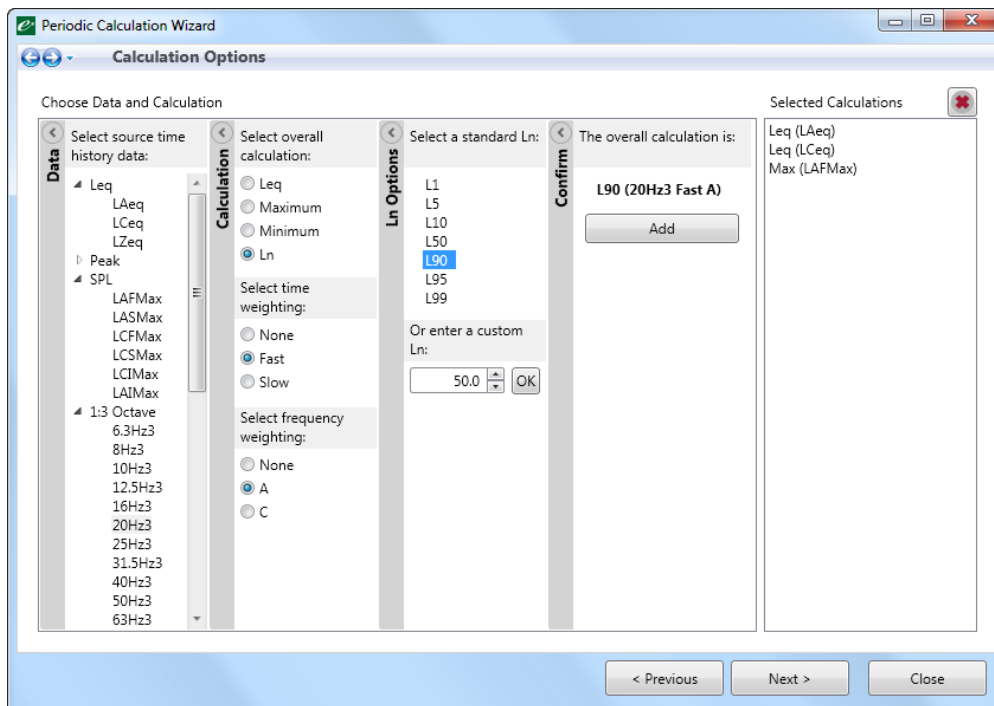 Periodic Calculation Wizard
Calculation Options
Choose Data and Calculation
Data
Select source time
history data:
Leq
LAeq
LCeq
LZeq
Peak
SPL
LAFMax
LASMax
LCFMax
LCSMax
LCIMax
LAIMax
1:3 Octave
6.3Hz3
8Hz3
10Hz3
12.5Hz3
16Hz3
20Hz3
25Hz3
31.5Hz3
40Hz3
50Hz3
63Hz3
Calculation
Select overall
calculation:
Leq
Maximum
Minimum
Ln
Select time
weighting:
None
Fast
Slow
Select frequency
weighting:
None
A
C
Ln Options
Select a standard Ln:
L1
L5
L10
L50
L90
L95
L99
Or enter a custom
Ln:
50.0
OK
Confirm
The overall calculation is:
L90 (20Hz3 Fast A)
Add
Selected Calculations
Leq (LAeq)
Leq (LCeq)
Max (LAFMax)
< Previous
Next >
Close